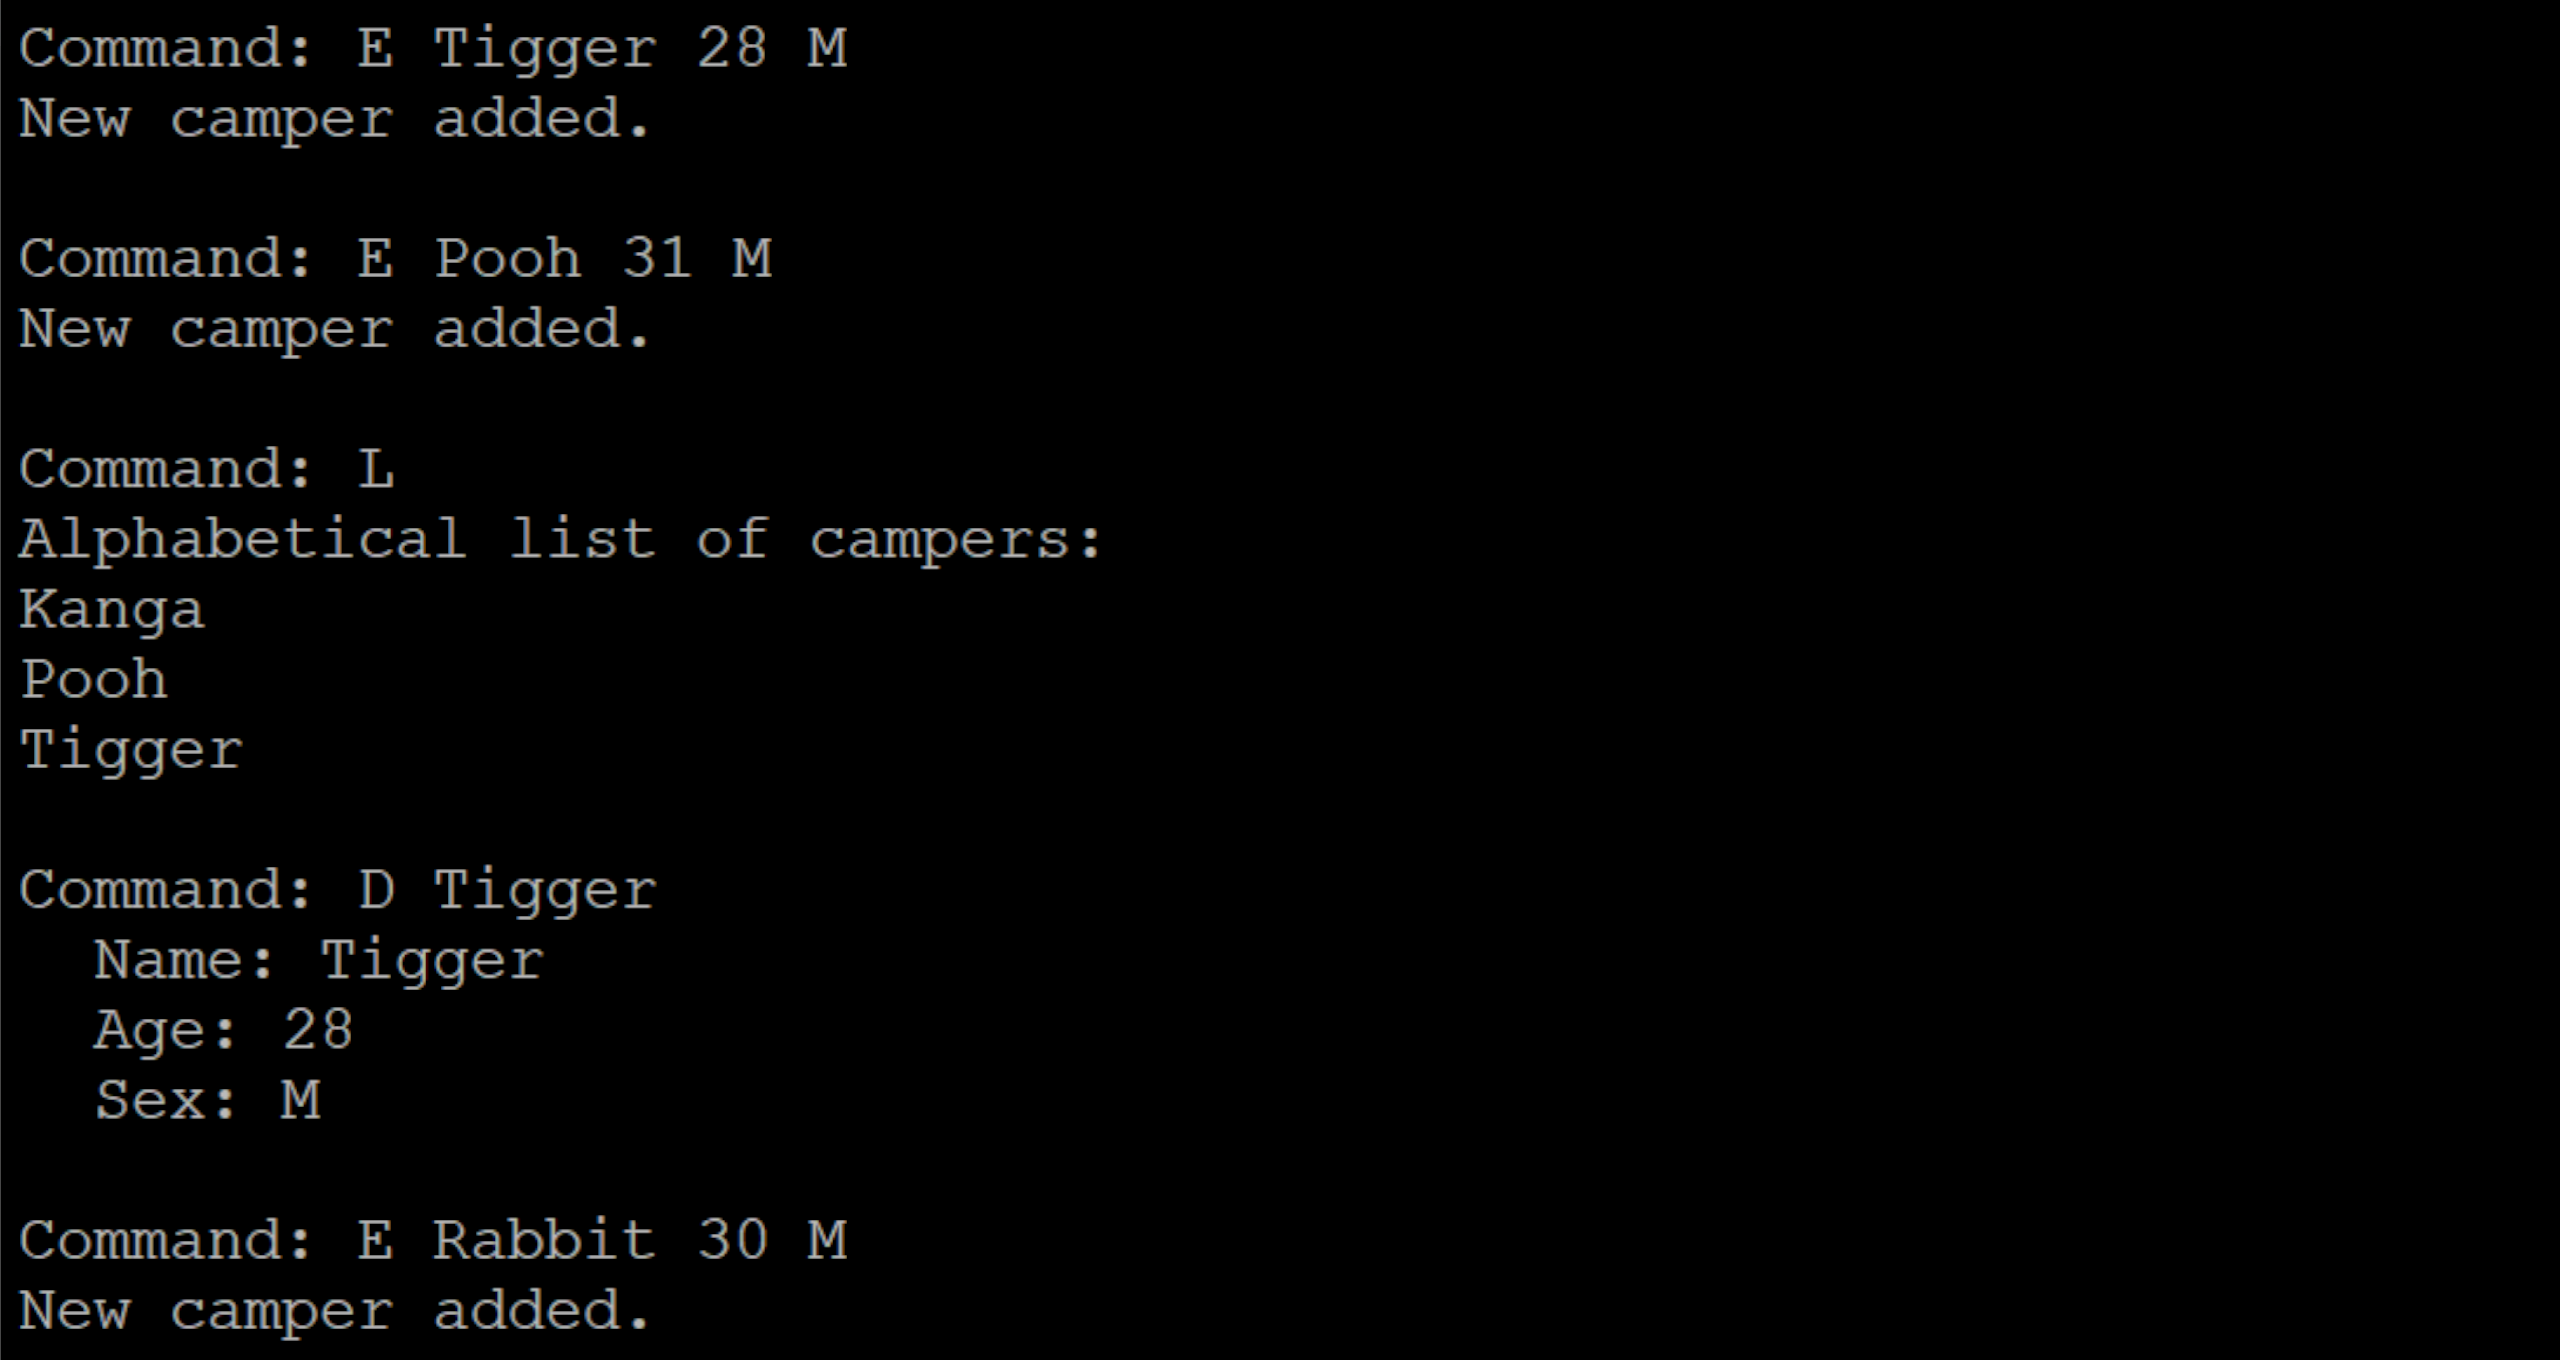 Command: E Tigger 28 M
New camper added.

Command: E Pooh 31 M
New camper added.

Command: L
Alphabetical list of campers:
Kanga
Pooh
Tigger

Command: D Tigger
  Name: Tigger
  Age: 28
  Sex: M

Command: E Rabbit 30 M
New camper added.